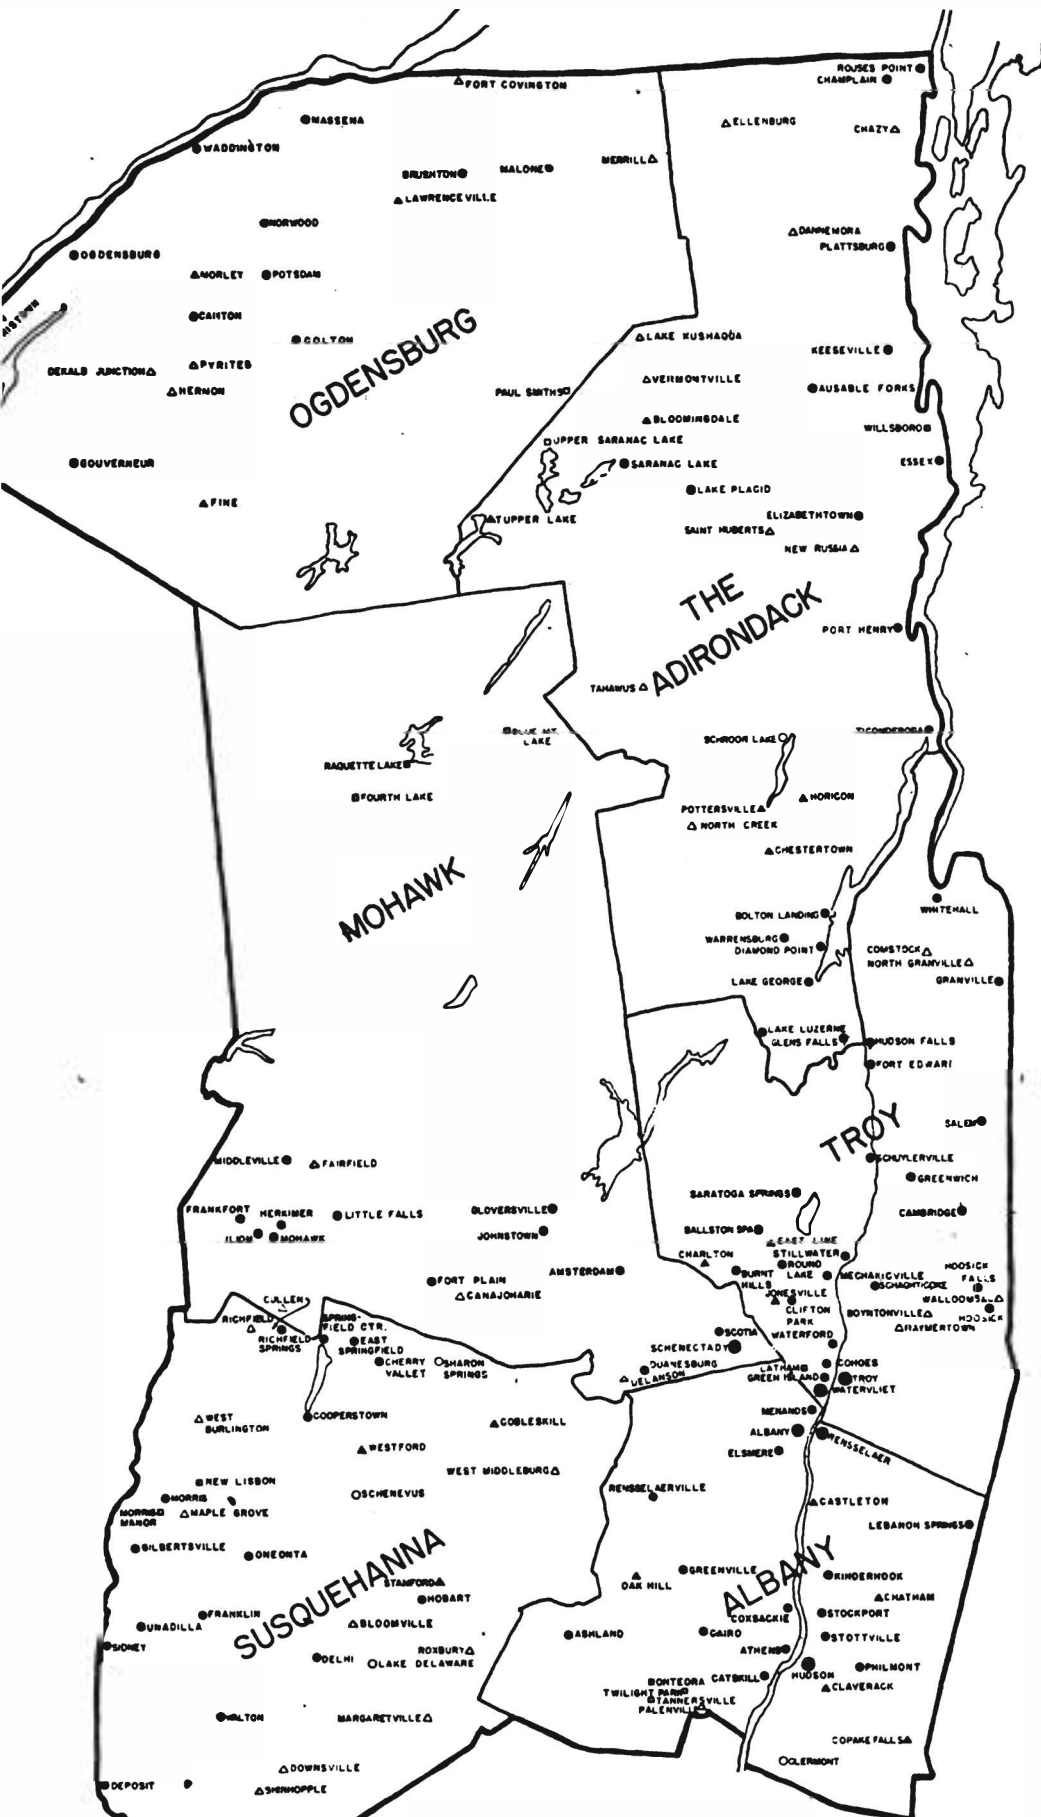 ROUSES POINT
CHAMPLAIN
FORT COVINGTON
ELLENBURG
CHAZY
MASSENA
WADDINGTON
MERRILL
BRUSHTON
MALONE
LAWRENCEVILLE
NORWOOD
DANNEMORA
PLATTSBURG
OGDENSBURG
MORLEY
POTSDAM
CANTON
COLTON
OGDENSBURG
LAKE KUSHAQUA
KEESEVILLE
DEKALB JUNCTION
PYRITES
HERMON
PAUL SMITHS
VERMONTVILLE
AUSABLE FORKS
BLOOMINGDALE
WILLSBORO
UPPER SARANAC LAKE
GOUVERNEUR
SARANAC LAKE
ESSEX
LAKE PLACID
FINE
TUPPER LAKE
ELIZABETHTOWN
SAINT HUBERTS
NEW RUSSIA
THE
ADIRONDACK
PORT HENRY
TAHAWUS
BLUE MT.
LAKE
SCHROON LAKE
TICONDEROGA
RAQUETTE LAKE
FOURTH LAKE
HORICON
POTTERSVILLE
NORTH CREEK
CHESTERTOWN
MOHAWK
BOLTON LANDING
WHITEHALL
WARRENSBURG
DIAMOND POINT
COMSTOCK
NORTH GRANVILLE
LAKE GEORGE
GRANVILLE
LAKE LUZERNE
GLENS FALLS
HUDSON FALLS
FORT EDWARD
TROY
SALEM
MIDDLEVILLE
FAIRFIELD
SCHUYLERVILLE
GREENWICH
SARATOGA SPRINGS
FRANKFORT
HERKIMER
LITTLE FALLS
GLOVERSVILLE
CAMBRIDGE
ILION
MOHAWK
JOHNSTOWN
BALLSTON SPA
EAST LINE
CHARLTON
STILLWATER
ROUND
LAKE
AMSTERDAM
BURNT
HILLS
MECHANICVILLE
SCHAGHTICOKE
HOOSICK
FALLS
FORT PLAIN
CANAJOHARIE
JONESVILLE
CLIFTON
PARK
WALLOOMSAC
HOOSICK
BOYNTONVILLE
RAYMERTOWN
CULLEN
RICHFIELD
RICHFIELD
SPRINGS
SPRING-
FIELD CTR.
EAST
SPRINGFIELD
SCOTIA
WATERFORD
SCHENECTADY
CHERRY
VALLEY
SHARON
SPRINGS
DUANESBURG
DELANSON
LATHAM
COHOES
GREEN ISLAND
TROY
WATERVLIET
MENANDS
ALBANY
RENSSELAER
ELSMERE
WEST
BURLINGTON
COOPERSTOWN
COBLESKILL
WESTFORD
WEST MIDDLEBURG
NEW LISBON
SCHENEVUS
RENSSELAERVILLE
MORRIS
MORRIS
MANOR
MAPLE GROVE
CASTLETON
LEBANON SPRINGS
GILBERTSVILLE
ONEONTA
SUSQUEHANNA
ALBANY
STAMFORD
HOBART
OAK HILL
GREENVILLE
KINDERHOOK
CHATHAM
COXSACKIE
STOCKPORT
FRANKLIN
UNADILLA
BLOOMVILLE
ASHLAND
CAIRO
STOTTVILLE
SIDNEY
ROXBURY
ATHENS
DELHI
LAKE DELAWARE
HUDSON
PHILMONT
ONTEORA
CATSKILL
CLAVERACK
TWILIGHT PARK
TANNERSVILLE
PALENVILLE
WALTON
MARGARETVILLE
COPAKE FALLS
CLERMONT
DOWNSVILLE
DEPOSIT
SHINHOPPLE